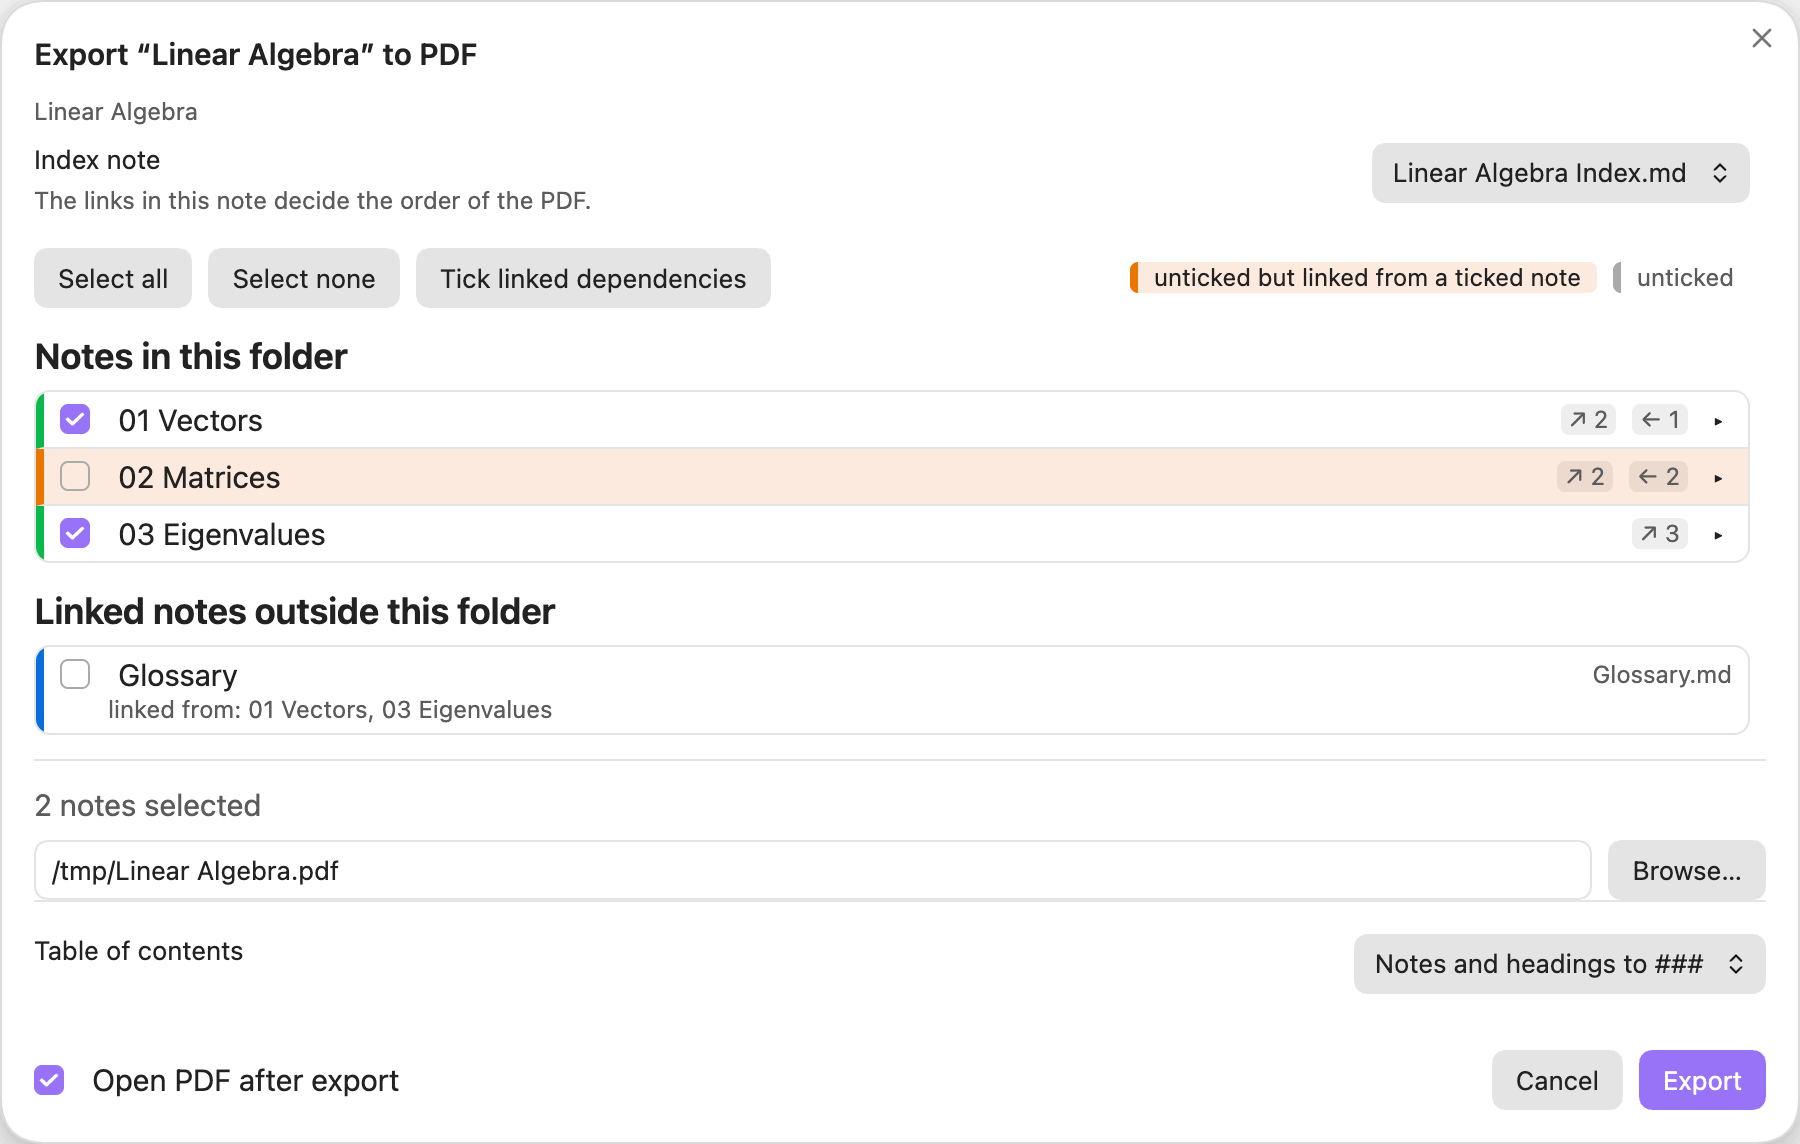 Export “Linear Algebra” to PDF
Linear Algebra
Index note
The links in this note decide the order of the PDF.
Linear Algebra Index.md
Select all
Select none
Tick linked dependencies
unticked but linked from a ticked note
unticked
Notes in this folder
01 Vectors
↗ 2
← 1
02 Matrices
↗ 2
← 2
03 Eigenvalues
↗ 3
Linked notes outside this folder
Glossary
Glossary.md
linked from: 01 Vectors, 03 Eigenvalues
2 notes selected
/tmp/Linear Algebra.pdf
Browse...
Table of contents
Notes and headings to ###
Open PDF after export
Cancel
Export